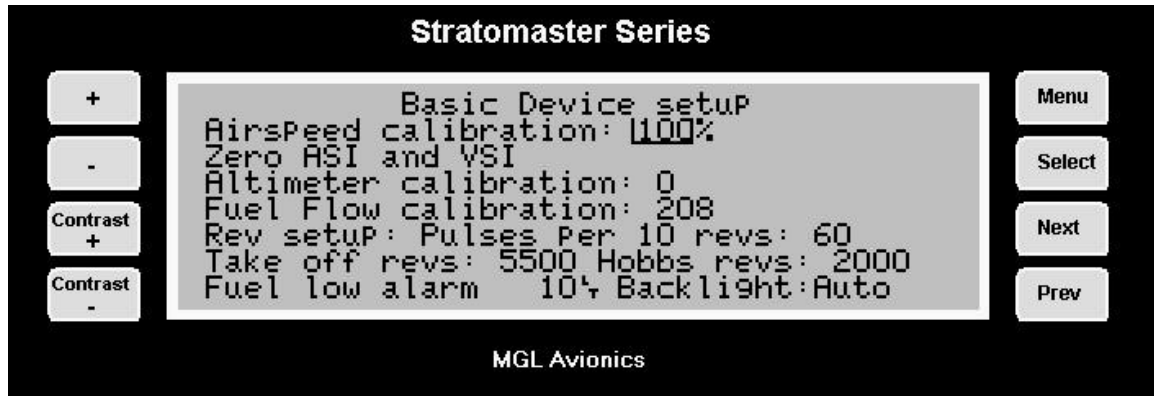 Stratomaster Series
+
-
Contrast
+
Contrast
-
Basic Device setup
Airspeed calibration: 100%
Zero ASI and VSI
Altimeter calibration: 0
Fuel Flow calibration: 208
Rev setup: Pulses Per 10 revs: 60
Take off revs: 5500 Hobbs revs: 2000
Fuel low alarm 10 Backlight:Auto
Menu
Select
Next
Prev
MGL Avionics